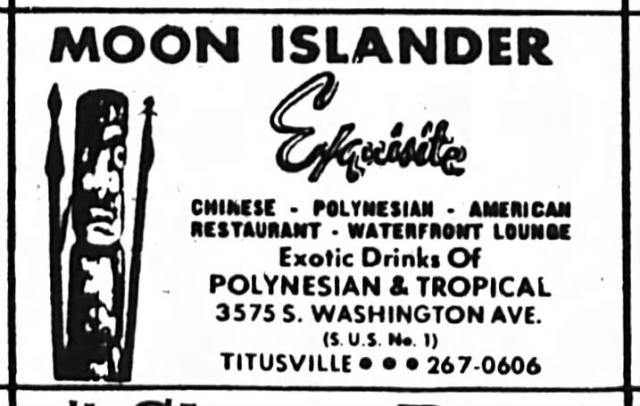 MOON ISLANDER
Exquisite
CHINESE - POLYNESIAN - AMERICAN
RESTAURANT - WATERFRONT LOUNGE
Exotic Drinks Of
POLYNESIAN & TROPICAL
3575 S. WASHINGTON AVE.
(S. U.S. No. 1)
TITUSVILLE ● ● ● 267-0606